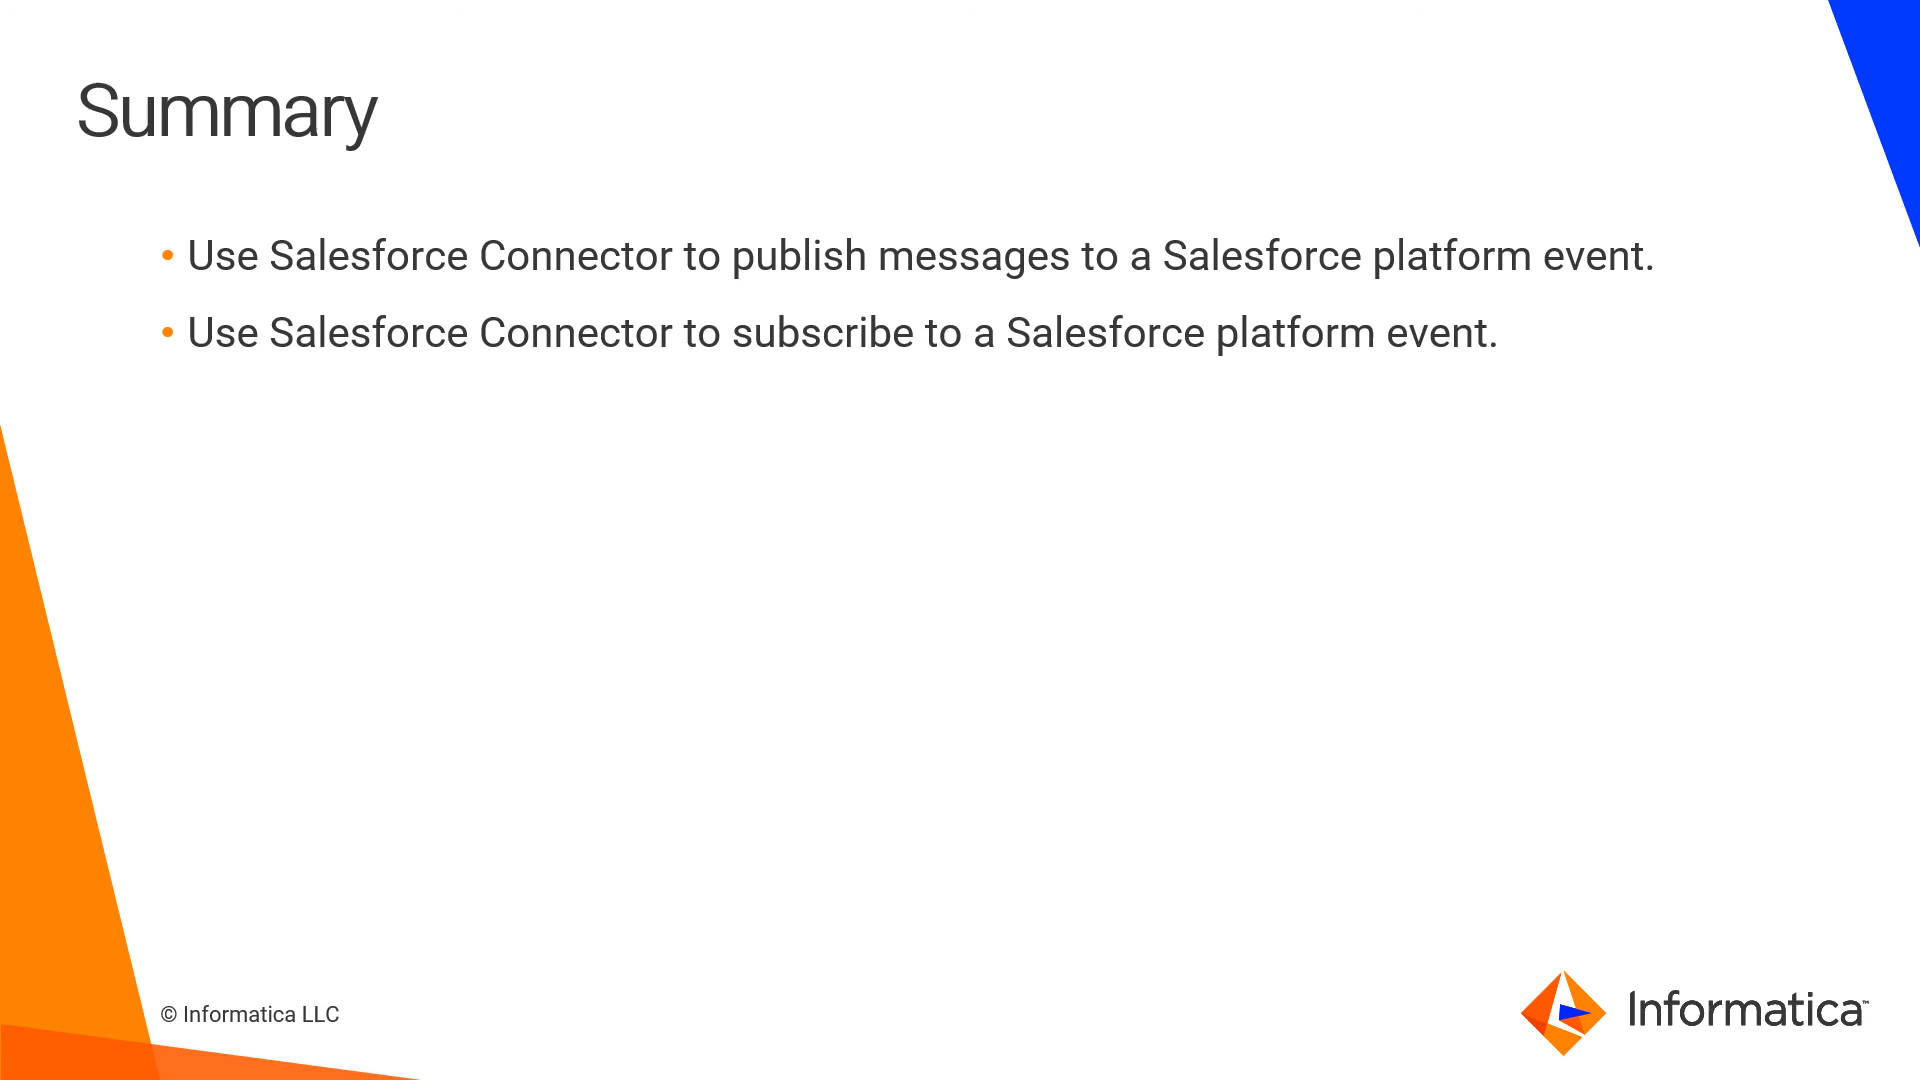 Summary
• Use Salesforce Connector to publish messages to a Salesforce platform event.
• Use Salesforce Connector to subscribe to a Salesforce platform event.
© Informatica LLC
Informatica™